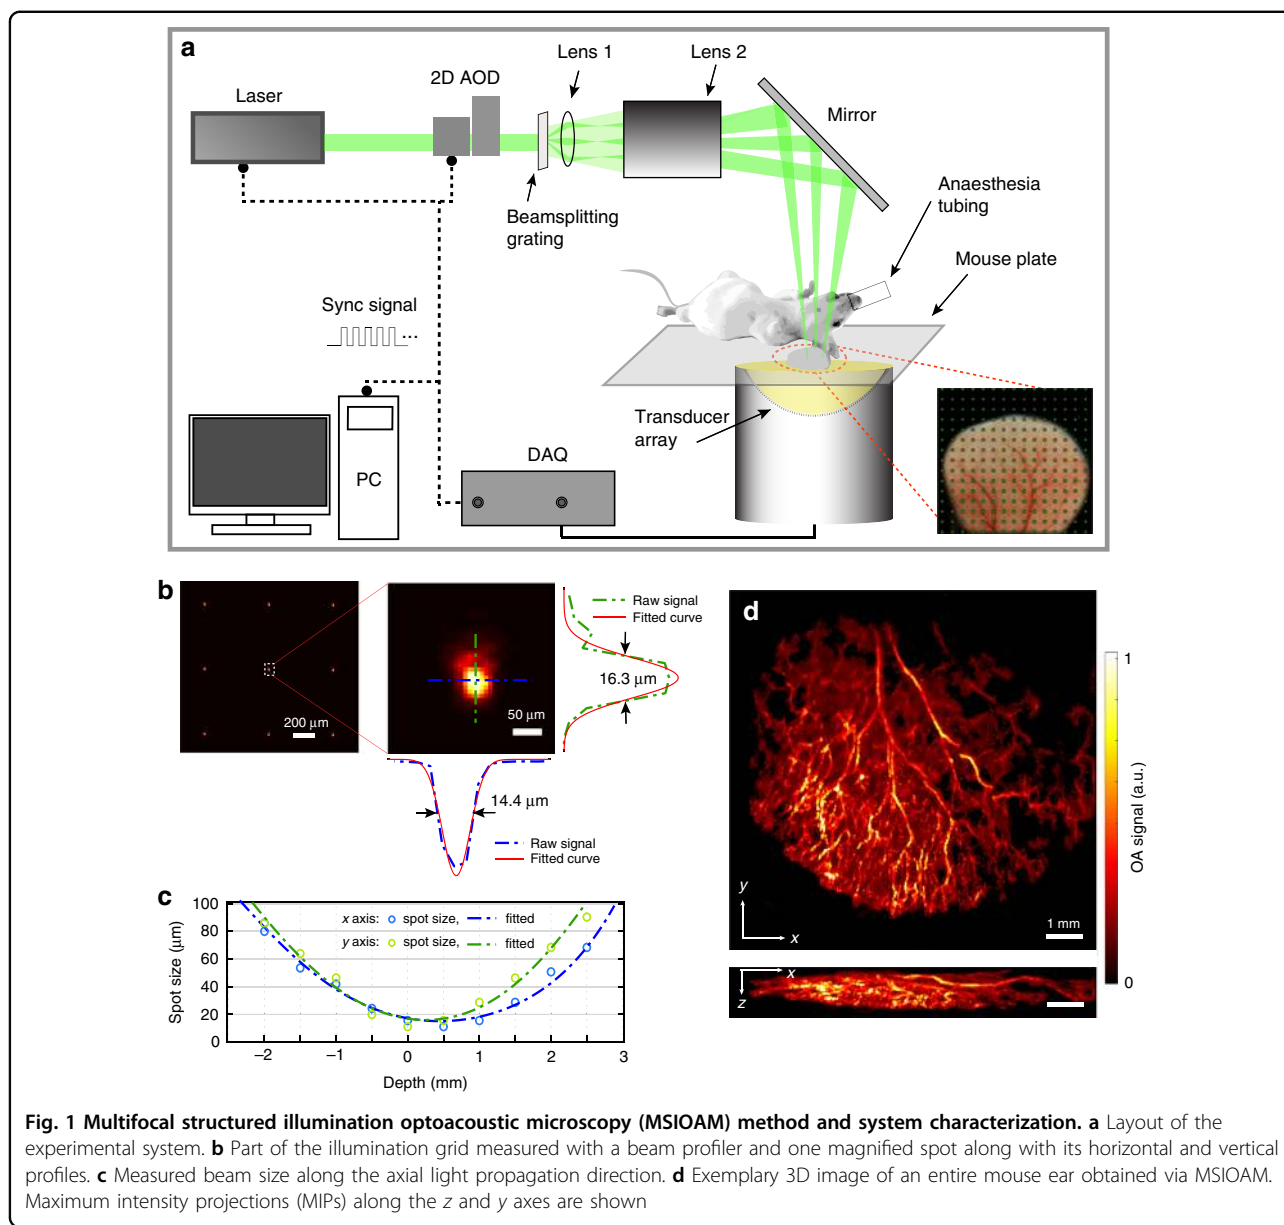 a
Lens 1
Lens 2
2D AOD
Laser
Mirror
Anaesthesia
tubing
Beamsplitting
grating
Mouse plate
Sync signal
Transducer
array
DAQ
PC
b
200 µm
50 µm
Raw signal
Fitted curve
16.3 µm
14.4 µm
Raw signal
Fitted curve
c
100
80
60
40
20
0
Spot size (µm)
x axis: spot size, fitted
y axis: spot size, fitted
–2 –1 0 1 2 3
Depth (mm)
d
y
x
1 mm
x
z
1
0
OA signal (a.u.)
Fig. 1 Multifocal structured illumination optoacoustic microscopy (MSIOAM) method and system characterization. a Layout of the
experimental system. b Part of the illumination grid measured with a beam profiler and one magnified spot along with its horizontal and vertical
profiles. c Measured beam size along the axial light propagation direction. d Exemplary 3D image of an entire mouse ear obtained via MSIOAM.
Maximum intensity projections (MIPs) along the z and y axes are shown